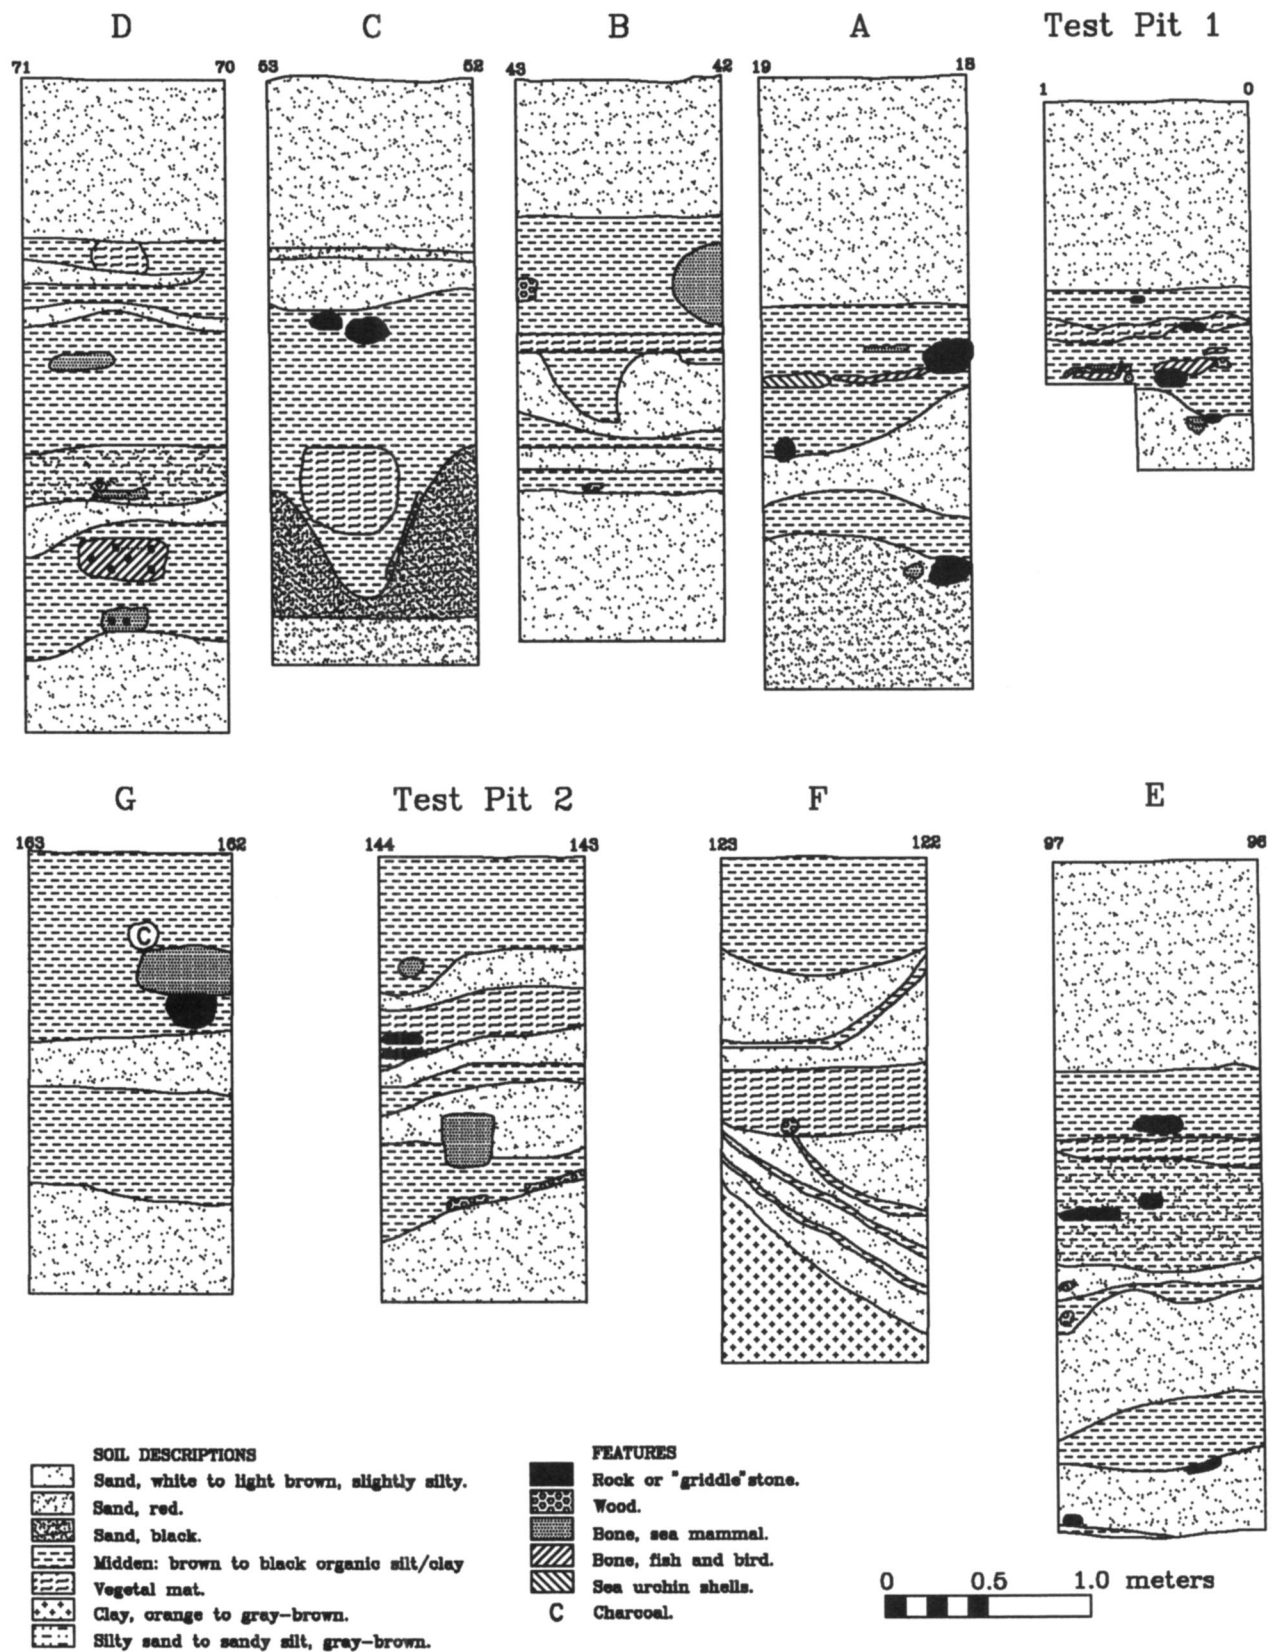 D C B A Test Pit 1
71 70 53 52 43 42 19 18 1 0
G Test Pit 2 F E
163 162 144 143 123 122 97 96
C
SOIL DESCRIPTIONS
Sand, white to light brown, slightly silty.
Sand, red.
Sand, black.
Midden: brown to black organic silt/clay
Vegetal mat.
Clay, orange to gray-brown.
Silty sand to sandy silt, gray-brown.
FEATURES
Rock or "griddle" stone.
Wood.
Bone, sea mammal.
Bone, fish and bird.
Sea urchin shells.
C Charcoal.
0 0.5 1.0 meters